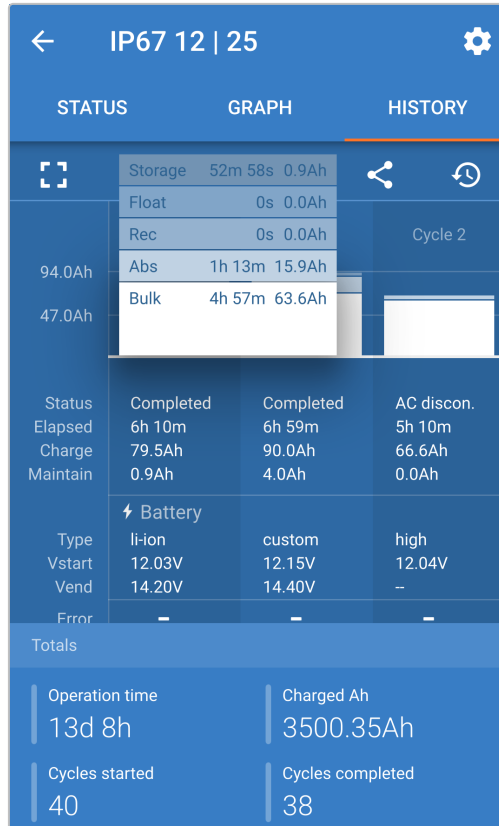 IP67 12 | 25
STATUS GRAPH HISTORY
Storage 52m 58s 0.9Ah
Float 0s 0.0Ah
Rec 0s 0.0Ah
Abs 1h 13m 15.9Ah
Bulk 4h 57m 63.6Ah
Cycle 2
94.0Ah
47.0Ah
Status Completed Completed AC discon.
Elapsed 6h 10m 6h 59m 5h 10m
Charge 79.5Ah 90.0Ah 66.6Ah
Maintain 0.9Ah 4.0Ah 0.0Ah
Battery
Type li-ion custom high
Vstart 12.03V 12.15V 12.04V
Vend 14.20V 14.40V --
Error – – –
Totals
Operation time Charged Ah
13d 8h 3500.35Ah
Cycles started Cycles completed
40 38